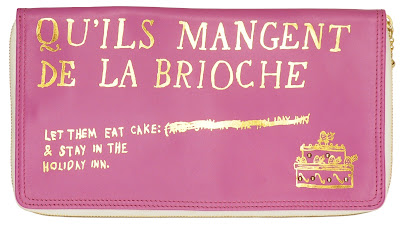 QU'ILS MANGENT
DE LA BRIOCHE
LET THEM EAT CAKE:
& STAY IN THE
HOLIDAY INN.